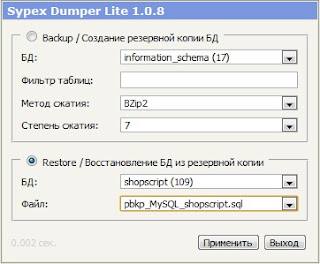 Sypex Dumper Lite 1.0.8
Backup / Создание резервной копии БД
БД: information_schema (17)
Фильтр таблиц:
Метод сжатия: BZip2
Степень сжатия: 7
Restore / Восстановление БД из резервной копии
БД: shopscript (109)
Файл: pbkp_MySQL_shopscript.sql
0.002 сек. Применить Выход